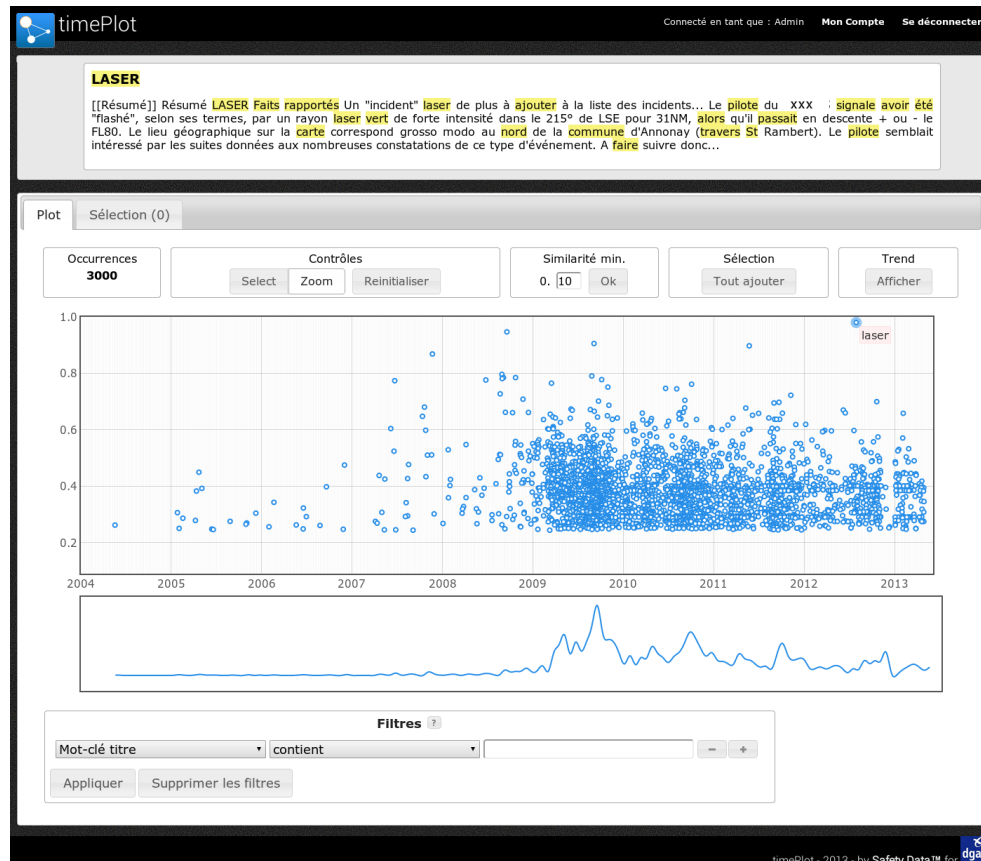 timePlot
Connecté en tant que : Admin Mon Compte Se déconnecter
LASER
[[Résumé]] Résumé LASER Faits rapportés Un "incident" laser de plus à ajouter à la liste des incidents... Le pilote du XXX signale avoir été
"flashé", selon ses termes, par un rayon laser vert de forte intensité dans le 215° de LSE pour 31NM, alors qu'il passait en descente + ou - le
FL80. Le lieu géographique sur la carte correspond grosso modo au nord de la commune d'Annonay (travers St Rambert). Le pilote semblait
intéressé par les suites données aux nombreuses constatations de ce type d'événement. A faire suivre donc...
Plot Sélection (0)
Occurrences Contrôles Similarité min. Sélection Trend
3000 Select Zoom Reinitialiser 0. 10 Ok Tout ajouter Afficher
1.0
laser
0.8
0.6
0.4
0.2
2004 2005 2006 2007 2008 2009 2010 2011 2012 2013
Filtres ?
Mot-clé titre contient - +
Appliquer Supprimer les filtres
timePlot - 2013 - by Safety Data™ for dga